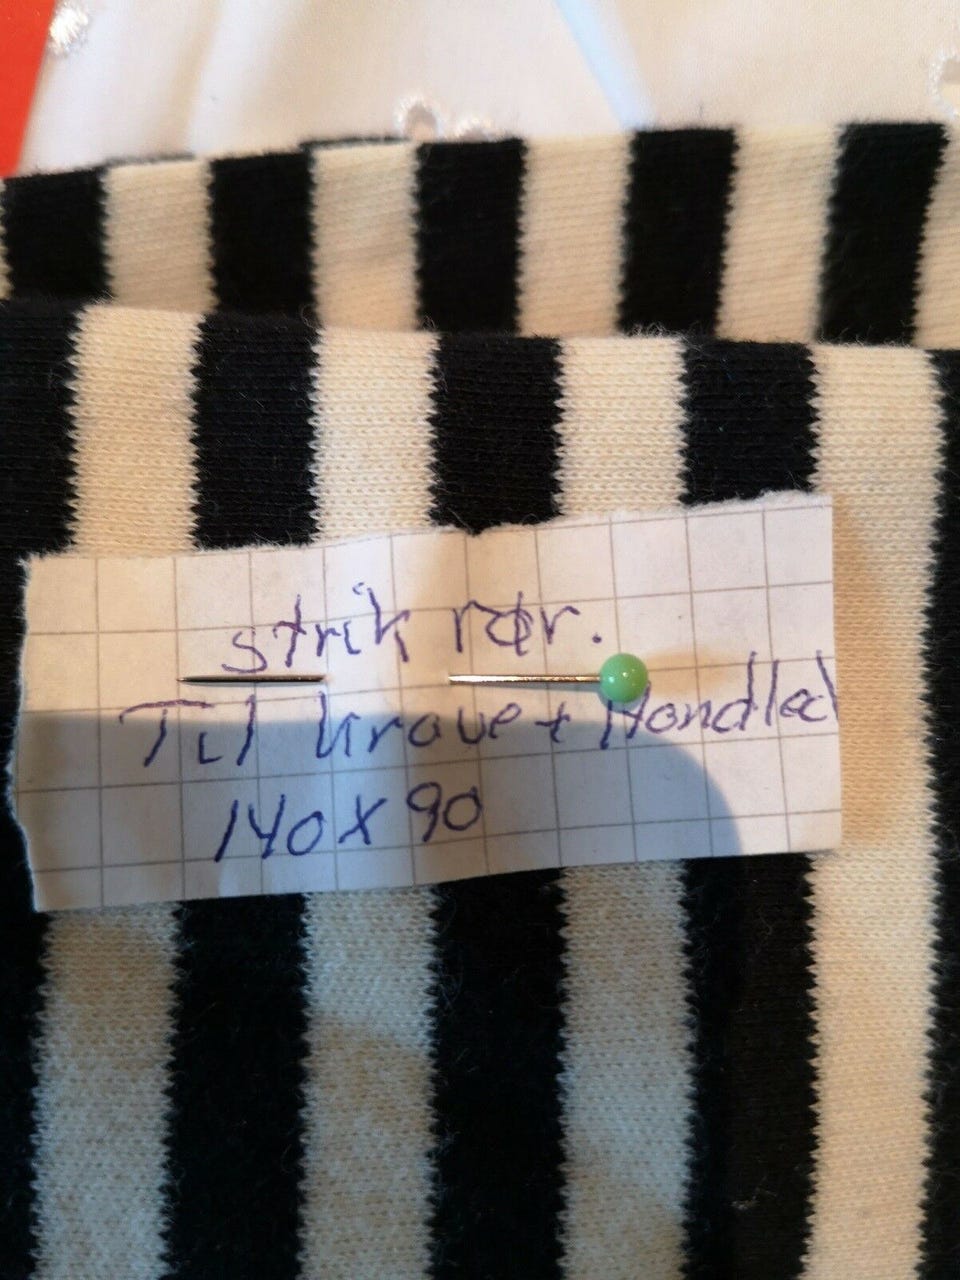 strik rør.
Til krave + Håndled
140 x 90